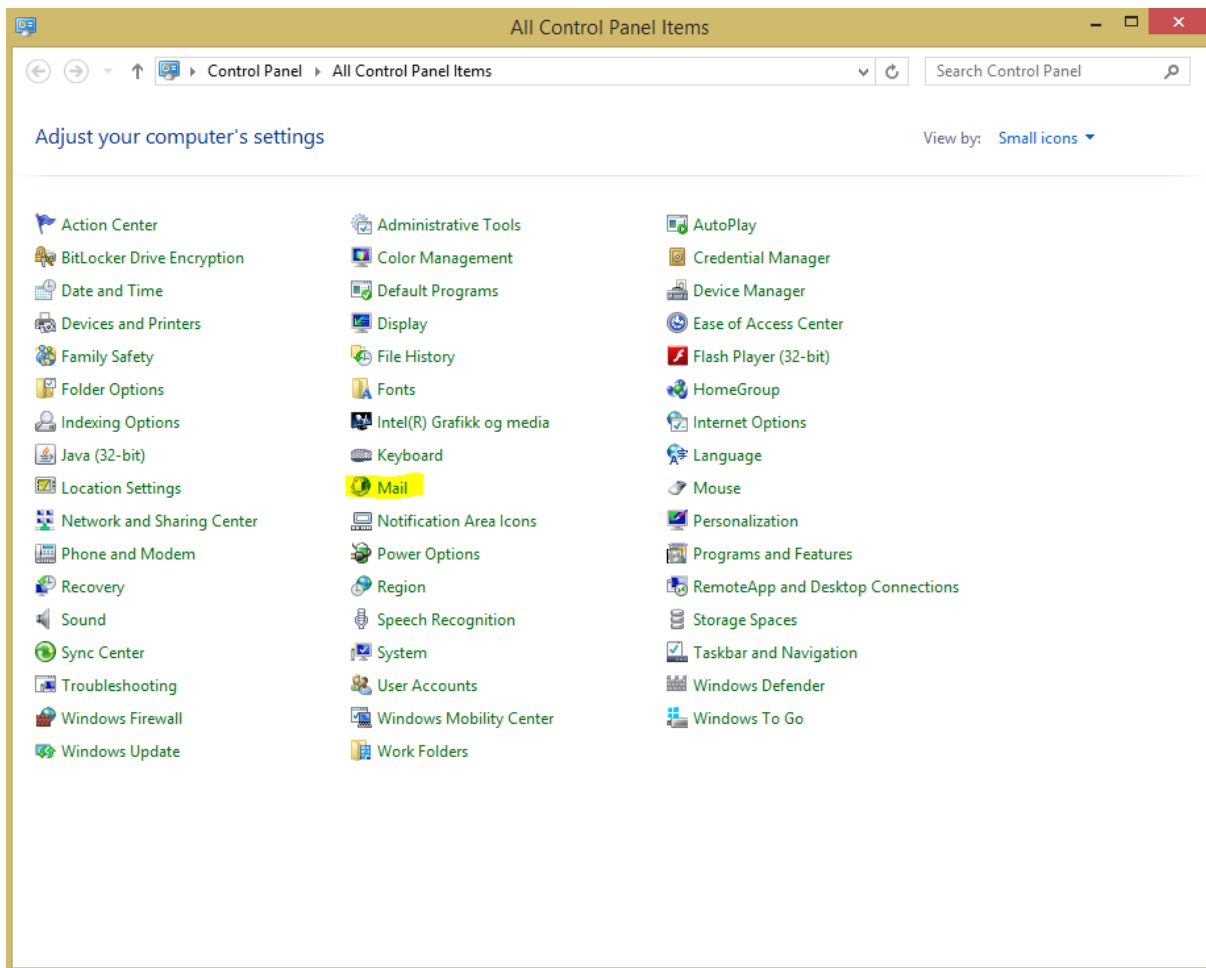 All Control Panel Items
Control Panel All Control Panel Items Search Control Panel
Adjust your computer's settings View by: Small icons
Action Center Administrative Tools AutoPlay
BitLocker Drive Encryption Color Management Credential Manager
Date and Time Default Programs Device Manager
Devices and Printers Display Ease of Access Center
Family Safety File History Flash Player (32-bit)
Folder Options Fonts HomeGroup
Indexing Options Intel(R) Grafikk og media Internet Options
Java (32-bit) Keyboard Language
Location Settings Mail Mouse
Network and Sharing Center Notification Area Icons Personalization
Phone and Modem Power Options Programs and Features
Recovery Region RemoteApp and Desktop Connections
Sound Speech Recognition Storage Spaces
Sync Center System Taskbar and Navigation
Troubleshooting User Accounts Windows Defender
Windows Firewall Windows Mobility Center Windows To Go
Windows Update Work Folders